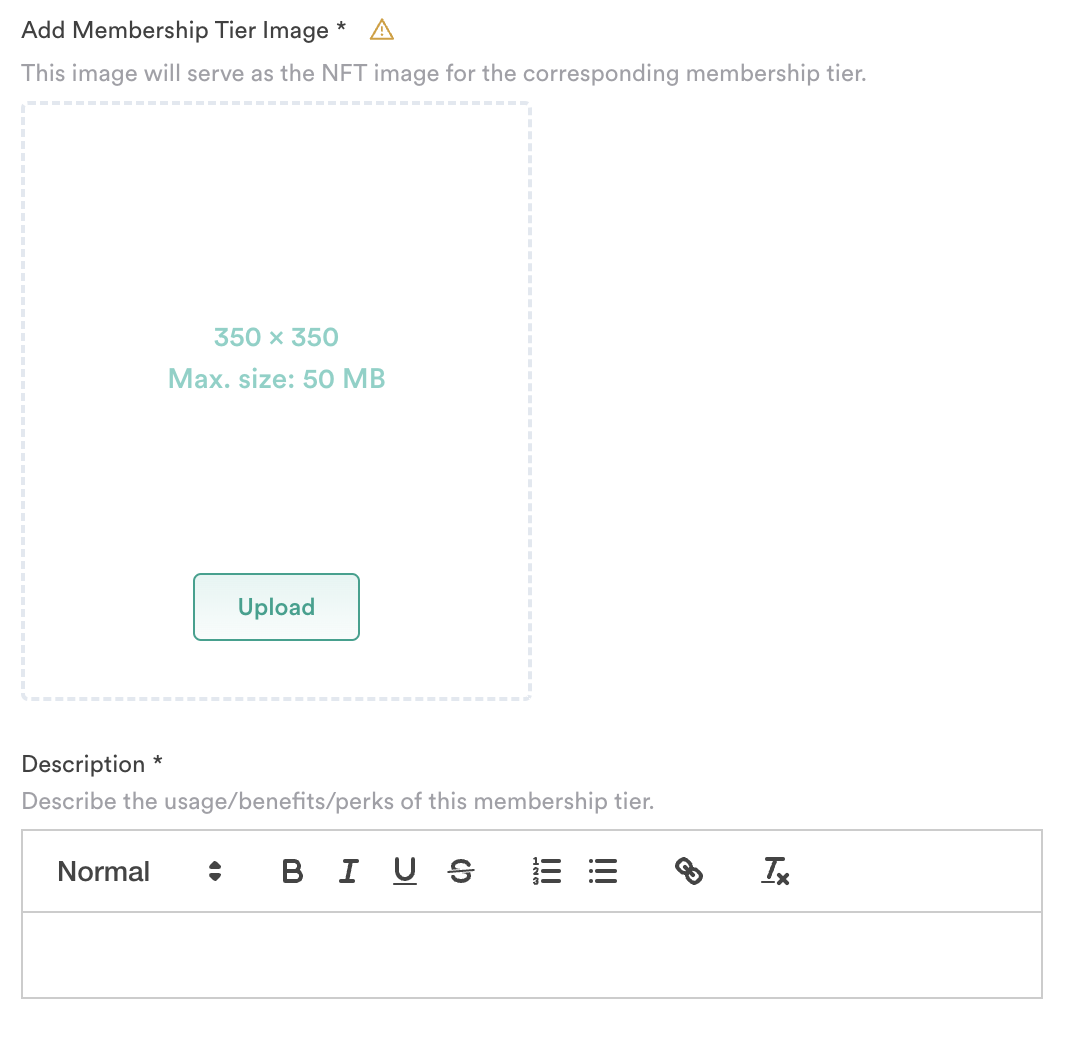 Add Membership Tier Image *
This image will serve as the NFT image for the corresponding membership tier.
350 × 350
Max. size: 50 MB
Upload
Description *
Describe the usage/benefits/perks of this membership tier.
Normal